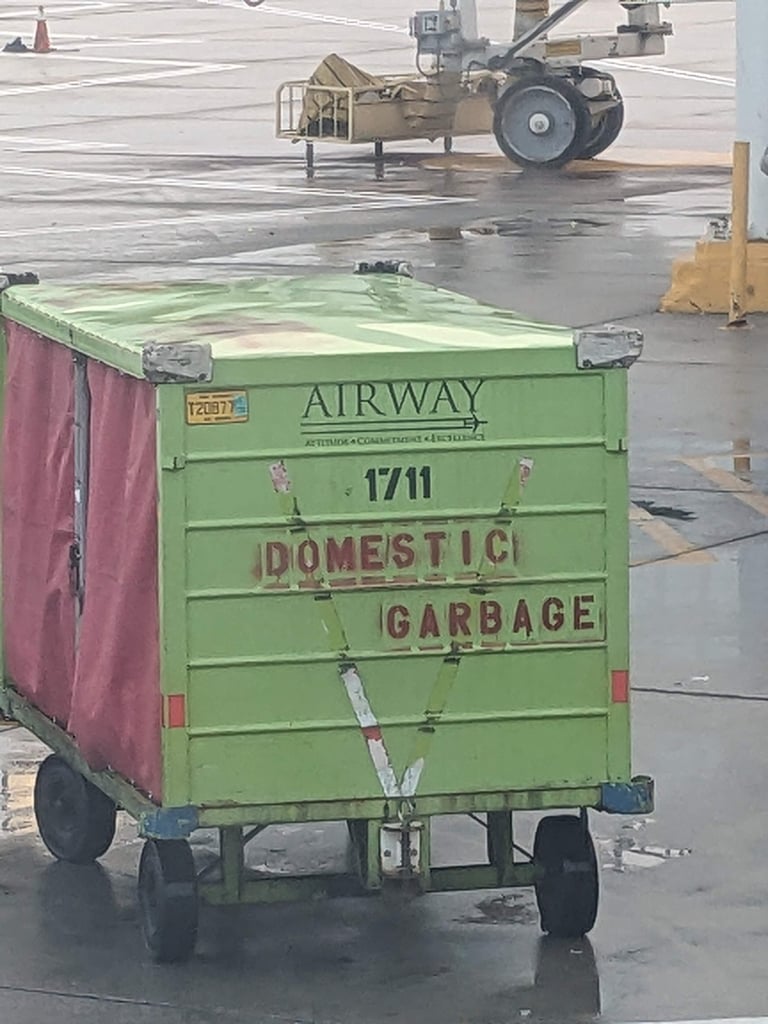 T20877
AIRWAY
ATTITUDE • COMMITMENT • EXCELLENCE
1711
DOMESTIC
GARBAGE